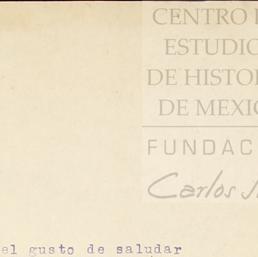 CENTRO
ESTUDIO
DE HISTOR
DE MEXIC
FUNDAC
Carlos
el gusto de saludar